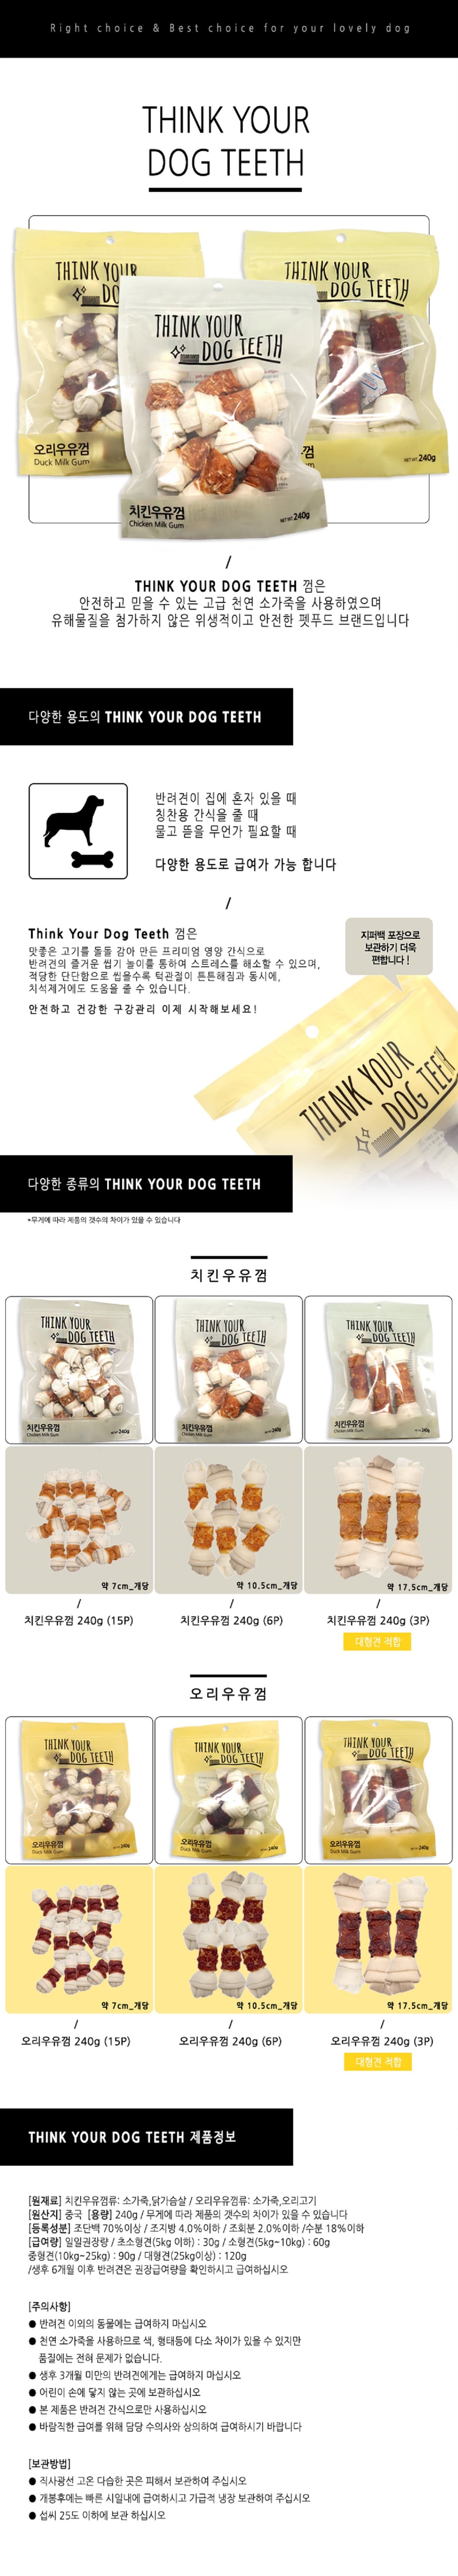 Right choice & Best choice for your lovely dog
THINK YOUR
DOG TEETH
THINK YOUR
THINK YOUR
DOG TEETH
THINK YOUR
DOG TEETH
오리우유껌
Duck Milk Gum
치킨우유껌
Chicken Milk Gum
NET WT. 240g
NET WT. 240g
/
THINK YOUR DOG TEETH 껌은
안전하고 믿을 수 있는 고급 천연 소가죽을 사용하였으며
유해물질을 첨가하지 않은 위생적이고 안전한 펫푸드 브랜드입니다
다양한 용도의 THINK YOUR DOG TEETH
반려견이 집에 혼자 있을 때
칭찬용 간식을 줄 때
물고 뜯을 무언가 필요할 때
다양한 용도로 급여가 가능 합니다
/
Think Your Dog Teeth 껌은
맛좋은 고기를 돌돌 감아 만든 프리미엄 영양 간식으로
반려견의 즐거운 씹기 놀이를 통하여 스트레스를 해소할 수 있으며,
적당한 단단함으로 씹을수록 턱관절이 튼튼해짐과 동시에,
치석제거에도 도움을 줄 수 있습니다.
안전하고 건강한 구강관리 이제 시작해보세요!
지퍼백 포장으로
보관하기 더욱
편합니다 !
THINK YOUR
DOG TEE
다양한 종류의 THINK YOUR DOG TEETH
*무게에 따라 제품의 갯수의 차이가 있을 수 있습니다
치킨우유껌
THINK YOUR
DOG TEETH
치킨우유껌
Chicken Milk Gum
240g
THINK YOUR
DOG TEETH
치킨우유껌
Chicken Milk Gum
240g
THINK YOUR
DOG TEETH
치킨우유껌
Chicken Milk Gum
240g
약 7cm_개당
약 10.5cm_개당
약 17.5cm_개당
/
/
/
치킨우유껌 240g (15P)
치킨우유껌 240g (6P)
치킨우유껌 240g (3P)
대형견 적합
오리우유껌
THINK YOUR
DOG TEETH
오리우유껌
Duck Milk Gum
240g
THINK YOUR
DOG TEETH
오리우유껌
Duck Milk Gum
240g
THINK YOUR
DOG TEETH
오리우유껌
Duck Milk Gum
240g
약 7cm_개당
약 10.5cm_개당
약 17.5cm_개당
/
/
/
오리우유껌 240g (15P)
오리우유껌 240g (6P)
오리우유껌 240g (3P)
대형견 적합
THINK YOUR DOG TEETH 제품정보
[원재료] 치킨우유껌류: 소가죽,닭가슴살 / 오리우유껌류: 소가죽,오리고기
[원산지] 중국 [용량] 240g / 무게에 따라 제품의 갯수의 차이가 있을 수 있습니다
[등록성분] 조단백 70%이상 / 조지방 4.0%이하 / 조회분 2.0%이하 /수분 18%이하
[급여량] 일일권장량 / 초소형견(5kg 이하) : 30g / 소형견(5kg~10kg) : 60g
중형견(10kg~25kg) : 90g / 대형견(25kg이상) : 120g
/생후 6개월 이후 반려견은 권장급여량을 확인하시고 급여하십시오
[주의사항]
● 반려견 이외의 동물에는 급여하지 마십시오
● 천연 소가죽을 사용하므로 색, 형태등에 다소 차이가 있을 수 있지만
품질에는 전혀 문제가 없습니다.
● 생후 3개월 미만의 반려견에게는 급여하지 마십시오
● 어린이 손에 닿지 않는 곳에 보관하십시오
● 본 제품은 반려견 간식으로만 사용하십시오
● 바람직한 급여를 위해 담당 수의사와 상의하여 급여하시기 바랍니다
[보관방법]
● 직사광선 고온 다습한 곳은 피해서 보관하여 주십시오
● 개봉후에는 빠른 시일내에 급여하시고 가급적 냉장 보관하여 주십시오
● 섭씨 25도 이하에 보관 하십시오